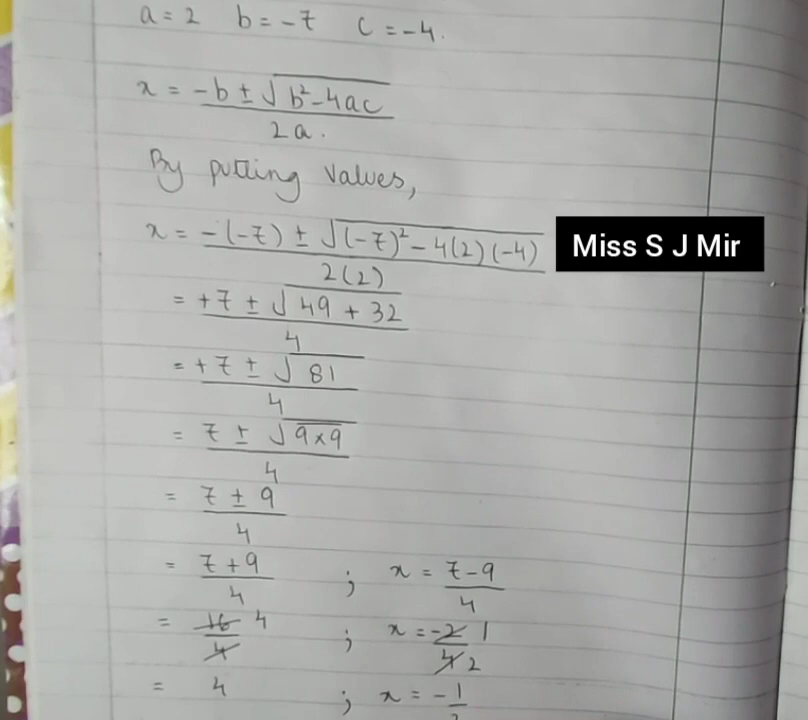 a = 2 b = -7 c = -4.
x = -b ± √b²-4ac
2a.
By putting values,
x = -(-7) ± √(-7)² - 4(2)(-4) Miss S J Mir
2(2)
= +7 ± √49 + 32
4
= +7 ± √81
4
= 7 ± √9×9
4
= 7 ± 9
4
= 7+9 ; x = 7-9
4 4
= 16 4 ; x = -2 1
4 4 2
= 4 ; x = -1
2